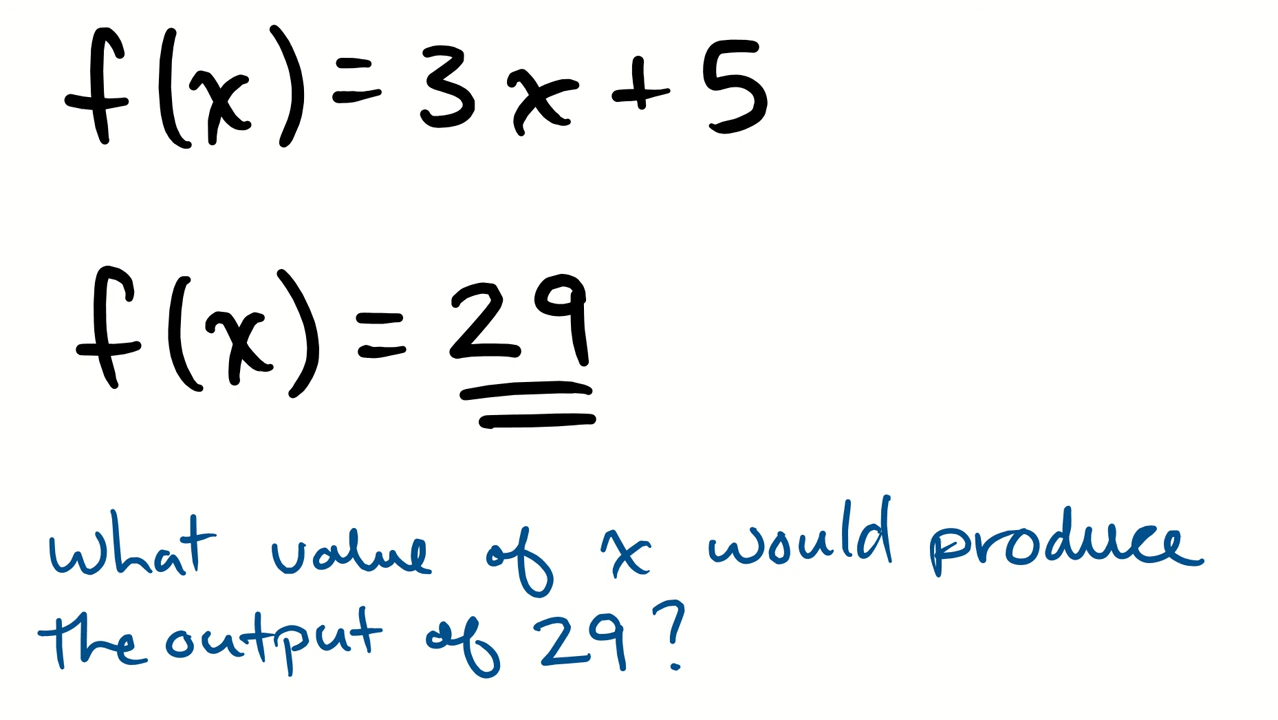 f(x) = 3x + 5
f(x) = 29
What value of x would produce
the output of 29?